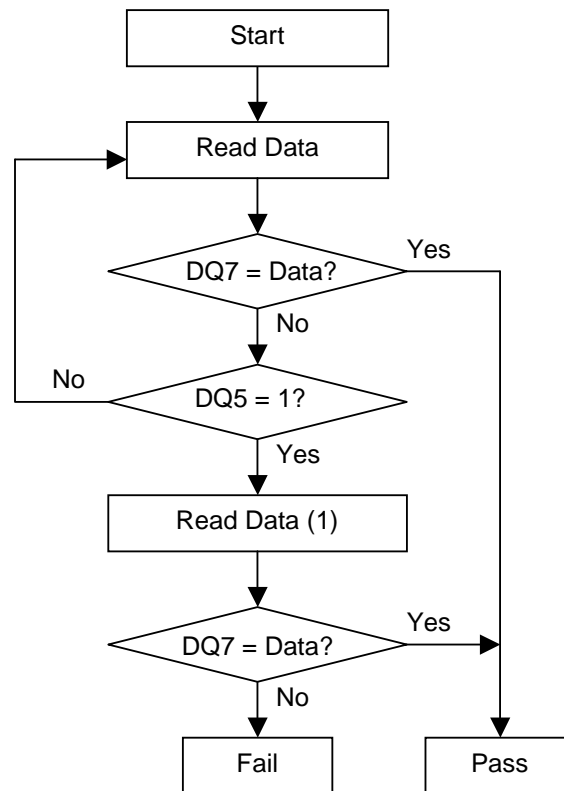 Start
Read Data
Yes
DQ7 = Data?
No
No
DQ5 = 1?
Yes
Read Data (1)
Yes
DQ7 = Data?
No
Fail
Pass